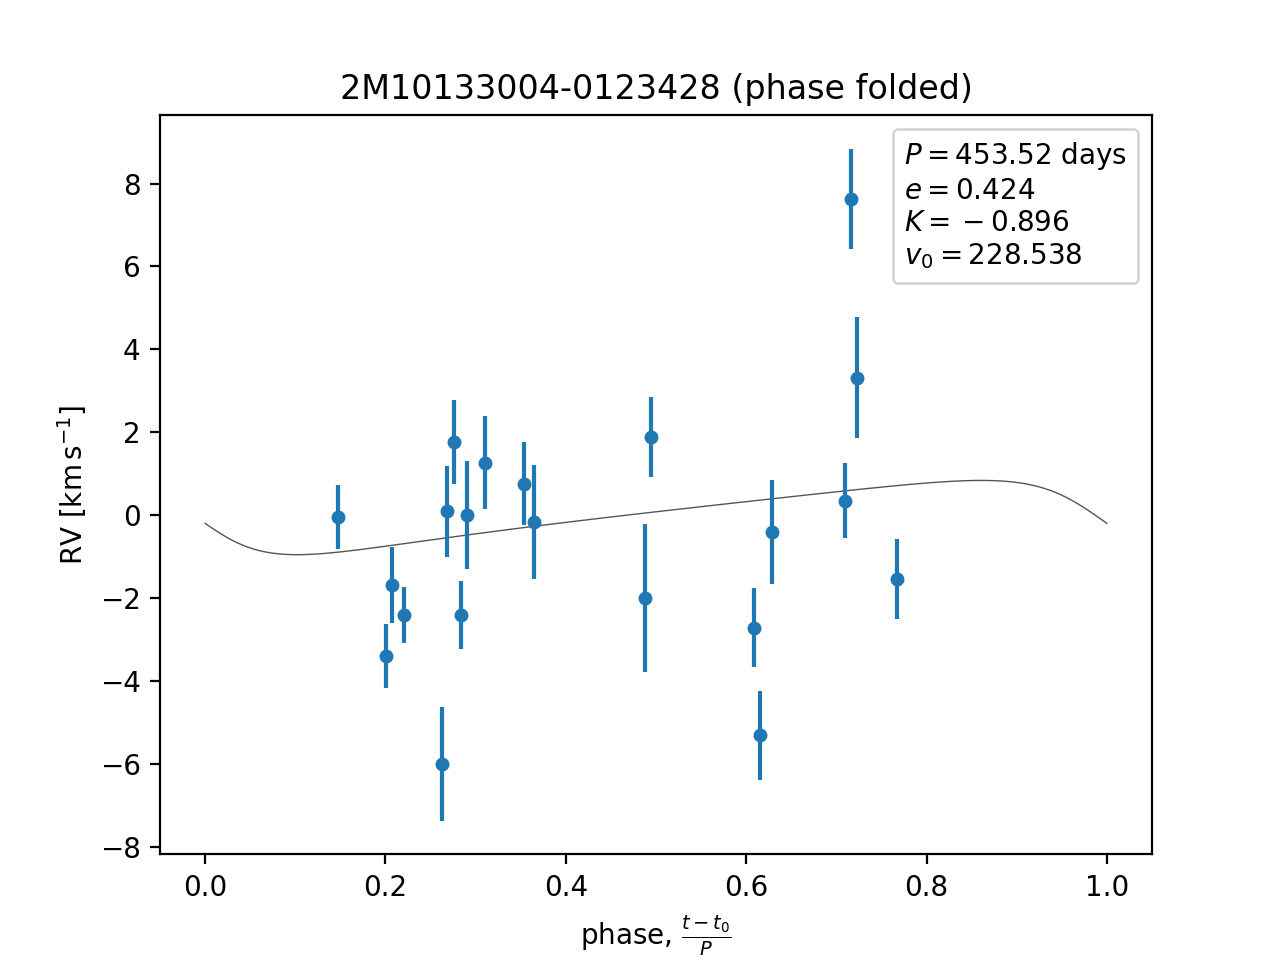 2M10133004-0123428 (phase folded)
P = 453.52 days
e = 0.424
K = −0.896
v₀ = 228.538
8
6
4
2
0
−2
−4
−6
−8
RV [km s⁻¹]
0.0 0.2 0.4 0.6 0.8 1.0
phase, (t − t₀)/P